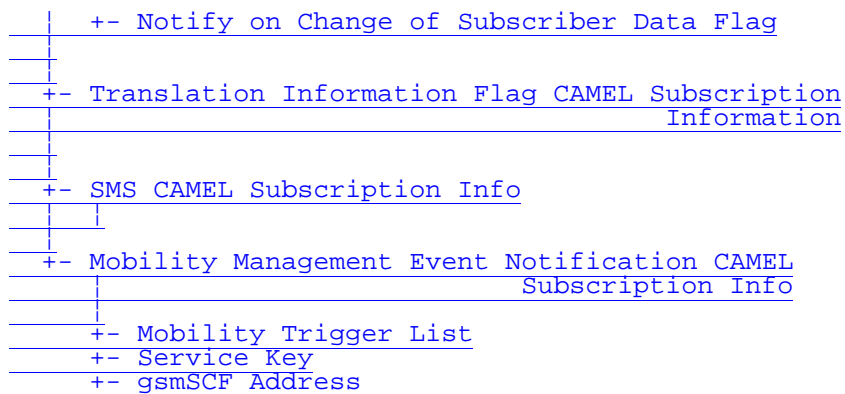 ¦  +- Notify on Change of Subscriber Data Flag
¦
¦
+- Translation Information Flag CAMEL Subscription
¦ Information
¦
¦
+- SMS CAMEL Subscription Info
¦  ¦
¦
+- Mobility Management Event Notification CAMEL
¦ Subscription Info
¦
+- Mobility Trigger List
+- Service Key
+- gsmSCF Address